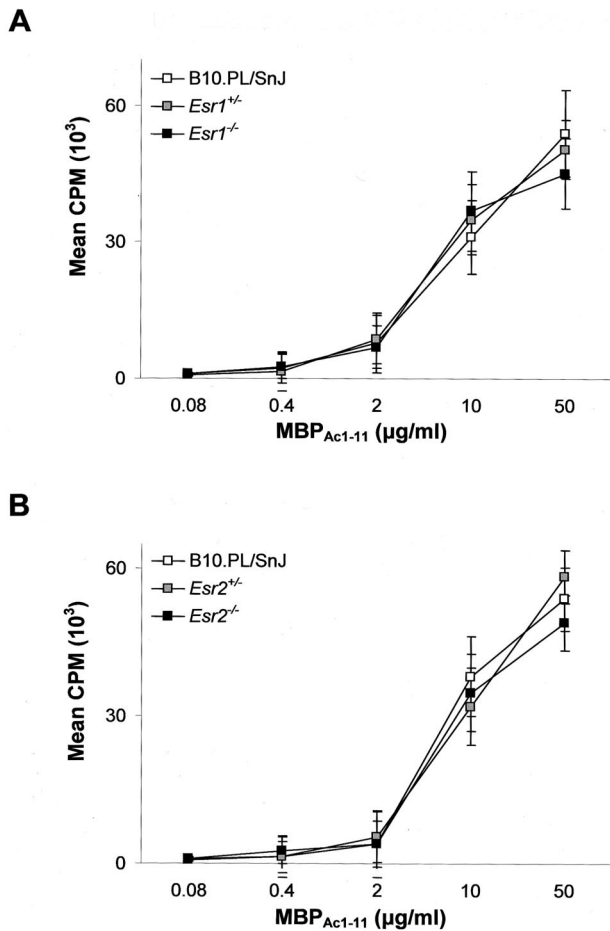 A
B10.PL/SnJ
Esr1+/-
Esr1-/-
Mean CPM (10³)
60
30
0
0.08 0.4 2 10 50
MBPAc1-11 (µg/ml)
B
B10.PL/SnJ
Esr2+/-
Esr2-/-
Mean CPM (10³)
60
30
0
0.08 0.4 2 10 50
MBPAc1-11 (µg/ml)